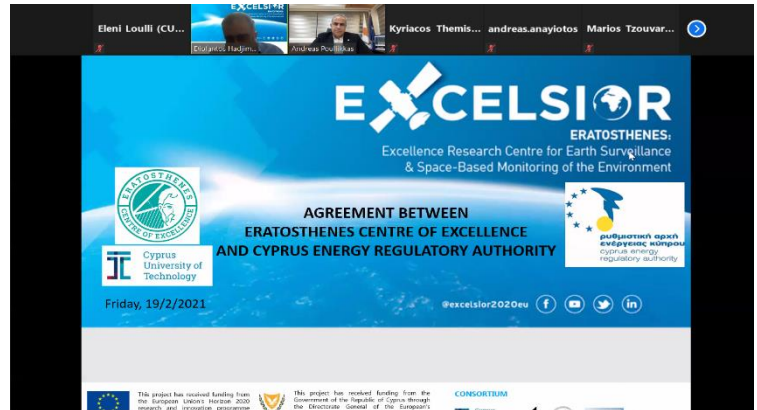 Eleni Loulli (CU...
Diofantos Hadjim...
Andreas Poullikkas
Kyriacos Themis...
andreas.anayiotos
Marios Tzouvar...
EXCELSIOR
EXCELSIOR
ERATOSTHENES:
Excellence Research Centre for Earth Surveillance
& Space-Based Monitoring of the Environment
ERATOSTHENES
CENTRE OF EXCELLENCE
AGREEMENT BETWEEN
ERATOSTHENES CENTRE OF EXCELLENCE
AND CYPRUS ENERGY REGULATORY AUTHORITY
ρυθμιστική αρχή
ενέργειας κύπρου
cyprus energy
regulatory authority
Cyprus
University of
Technology
Friday, 19/2/2021
@excelsior2020eu
This project has received funding from
the European Union's Horizon 2020
research and innovation programme
This project has received funding from the
Government of the Republic of Cyprus through
the Directorate General of the European's
CONSORTIUM